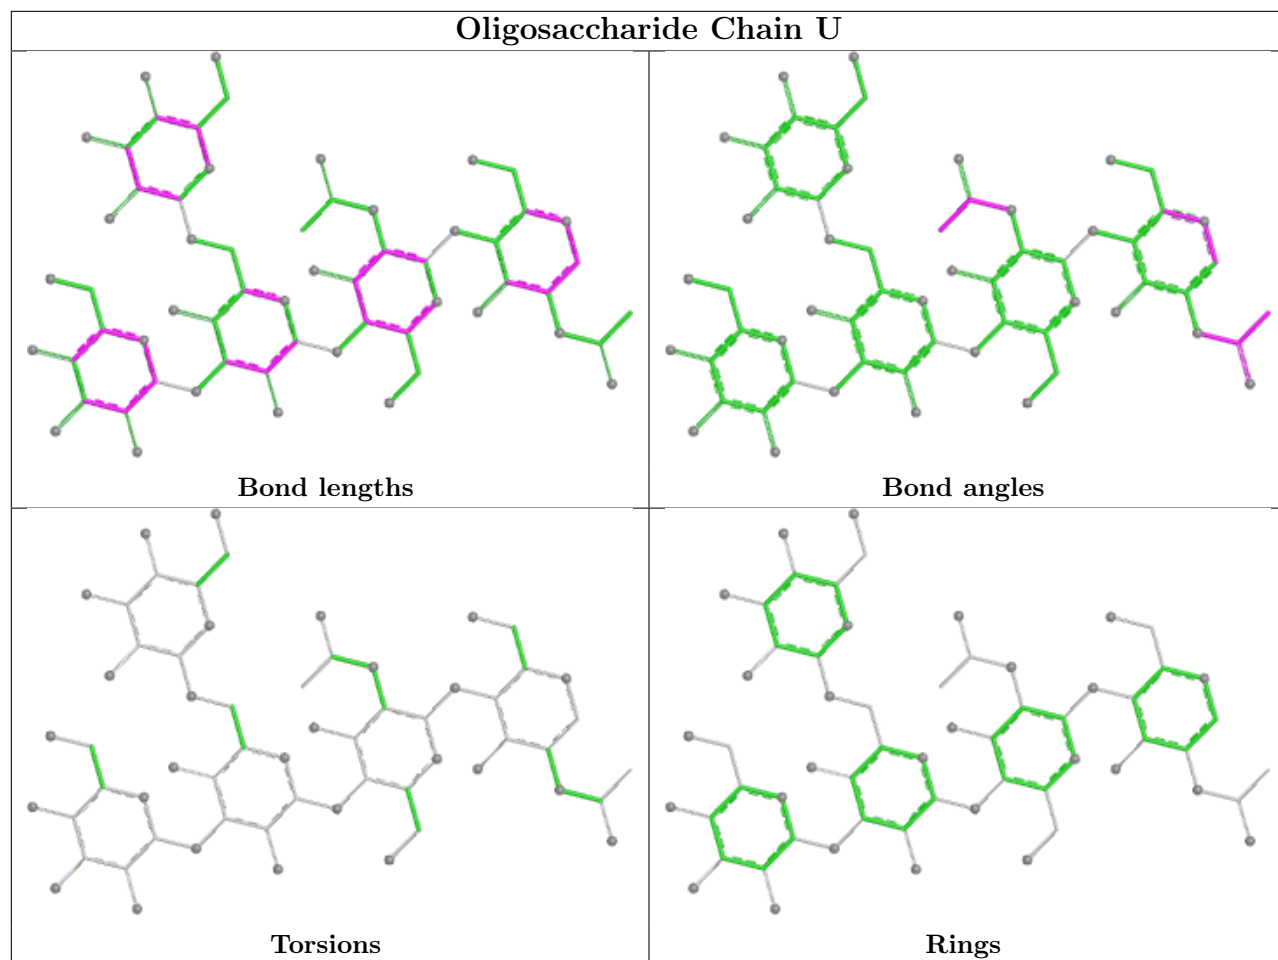 Oligosaccharide Chain U
Bond lengths
Bond angles
Torsions
Rings